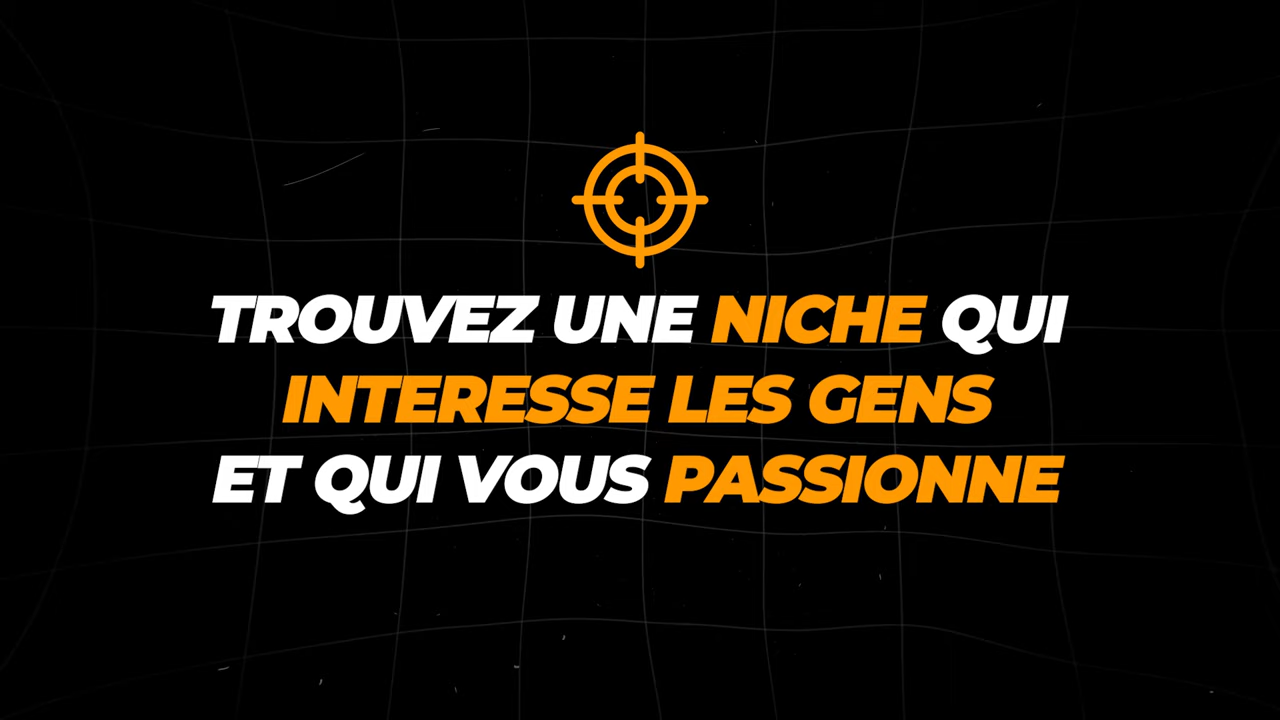 TROUVEZ UNE NICHE QUI
INTERESSE LES GENS
ET QUI VOUS PASSIONNE